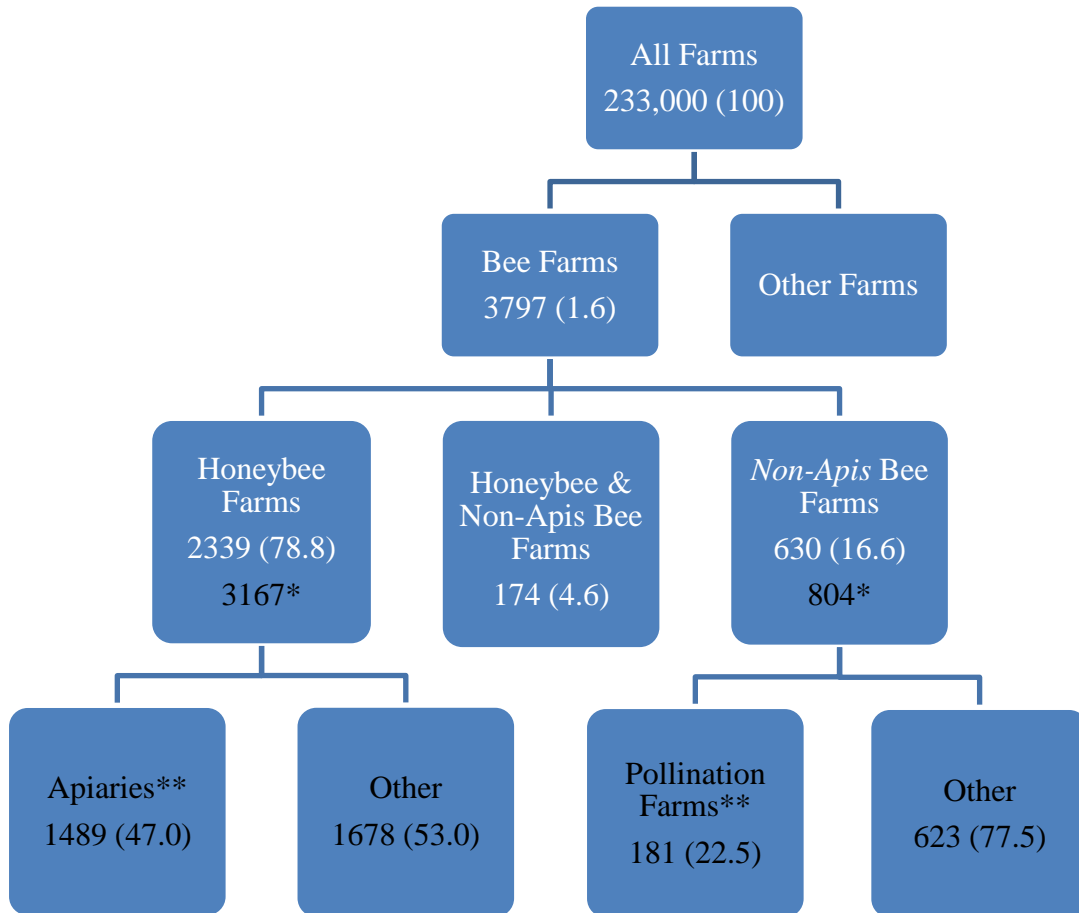 All Farms
233,000 (100)
Bee Farms
3797 (1.6)
Other Farms
Honeybee
Farms
2339 (78.8)
3167*
Honeybee &
Non-Apis Bee
Farms
174 (4.6)
Non-Apis Bee
Farms
630 (16.6)
804*
Apiaries**
1489 (47.0)
Other
1678 (53.0)
Pollination
Farms**
181 (22.5)
Other
623 (77.5)